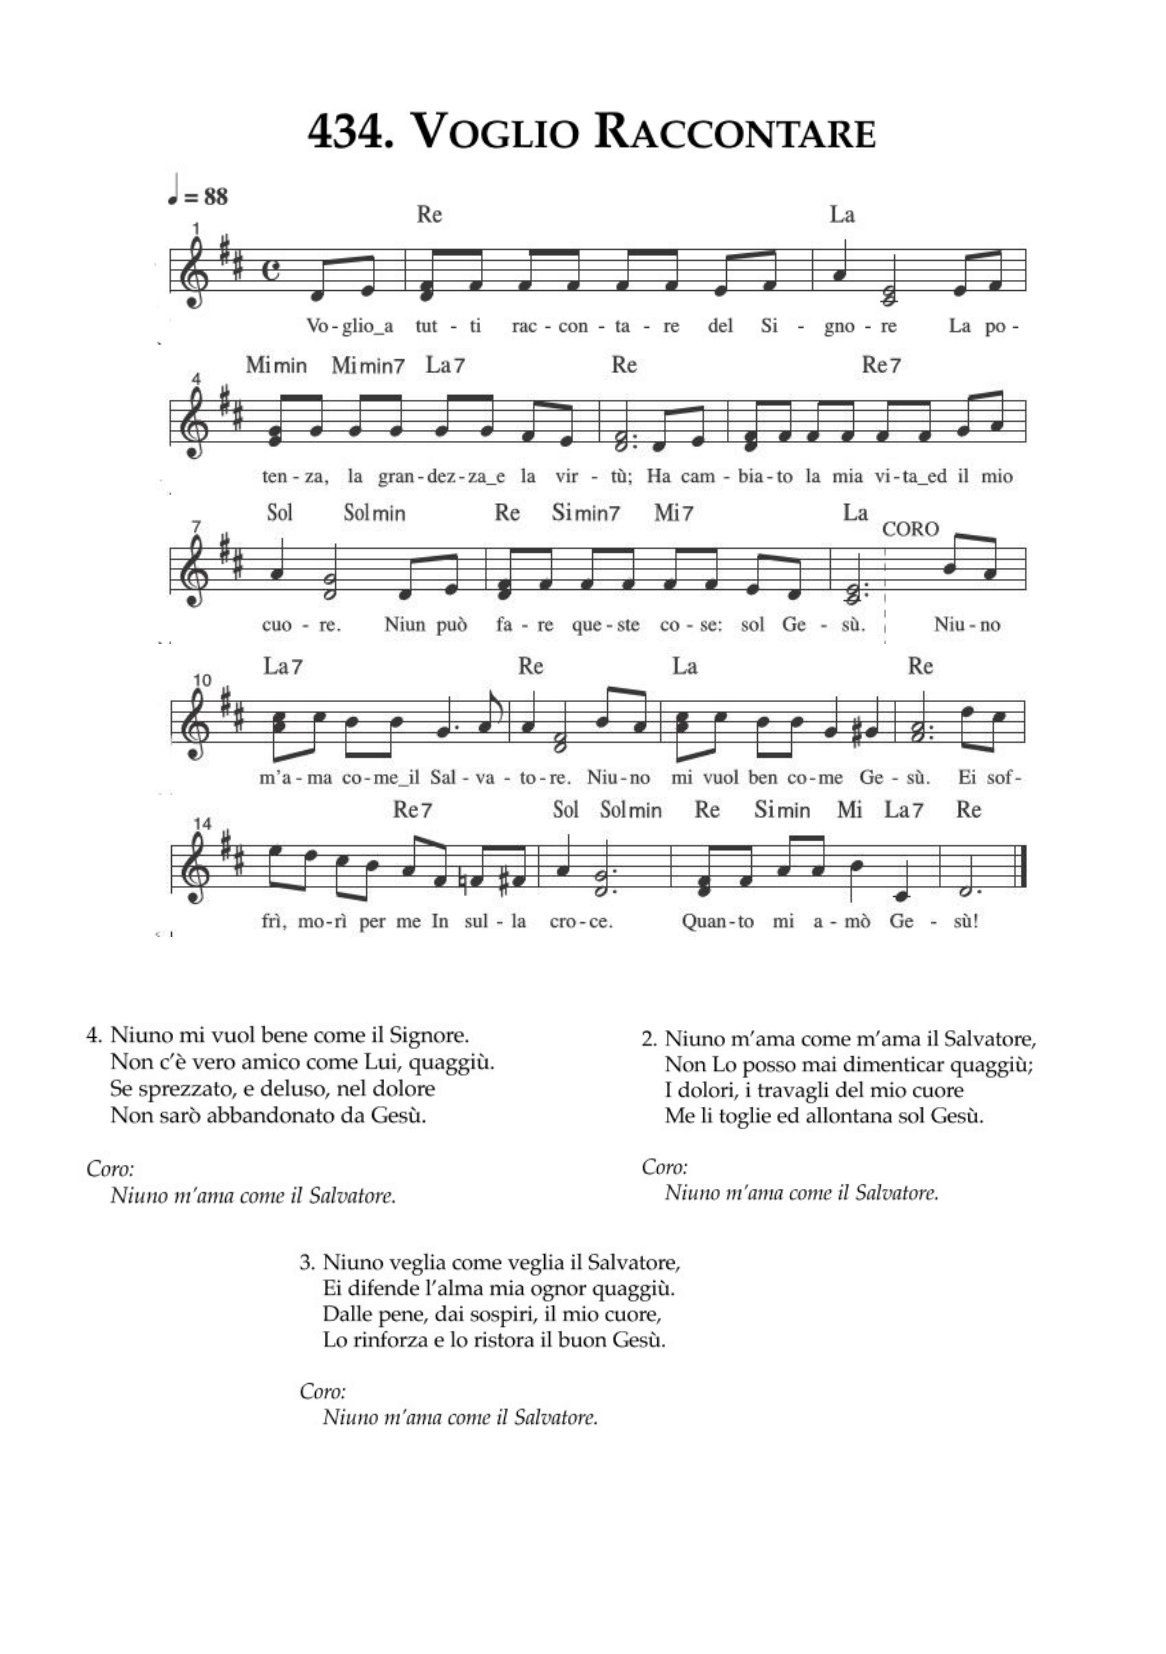 434. Voglio Raccontare
= 88
Re La
1
Vo-glio_a tut-ti rac-con-ta-re del Si-gno-re La po-
Mimin Mimin7 La7 Re Re7
4
ten-za, la gran-dez-za_e la vir-tù; Ha cam-bia-to la mia vi-ta_ed il mio
Sol Solmin Re Simin7 Mi7 La
7 CORO
cuo-re. Niun può fa-re que-ste co-se: sol Ge-sù. Niu-no
La7 Re La Re
10
m'a-ma co-me_il Sal-va-to-re. Niu-no mi vuol ben co-me Ge-sù. Ei sof-
Re7 Sol Solmin Re Simin Mi La7 Re
14
frì, mo-rì per me In sul-la cro-ce. Quan-to mi a-mò Ge-sù!
4. Niuno mi vuol bene come il Signore.
Non c'è vero amico come Lui, quaggiù.
Se sprezzato, e deluso, nel dolore
Non sarò abbandonato da Gesù.
Coro:
Niuno m'ama come il Salvatore.
2. Niuno m'ama come m'ama il Salvatore,
Non Lo posso mai dimenticar quaggiù;
I dolori, i travagli del mio cuore
Me li toglie ed allontana sol Gesù.
Coro:
Niuno m'ama come il Salvatore.
3. Niuno veglia come veglia il Salvatore,
Ei difende l'alma mia ognor quaggiù.
Dalle pene, dai sospiri, il mio cuore,
Lo rinforza e lo ristora il buon Gesù.
Coro:
Niuno m'ama come il Salvatore.